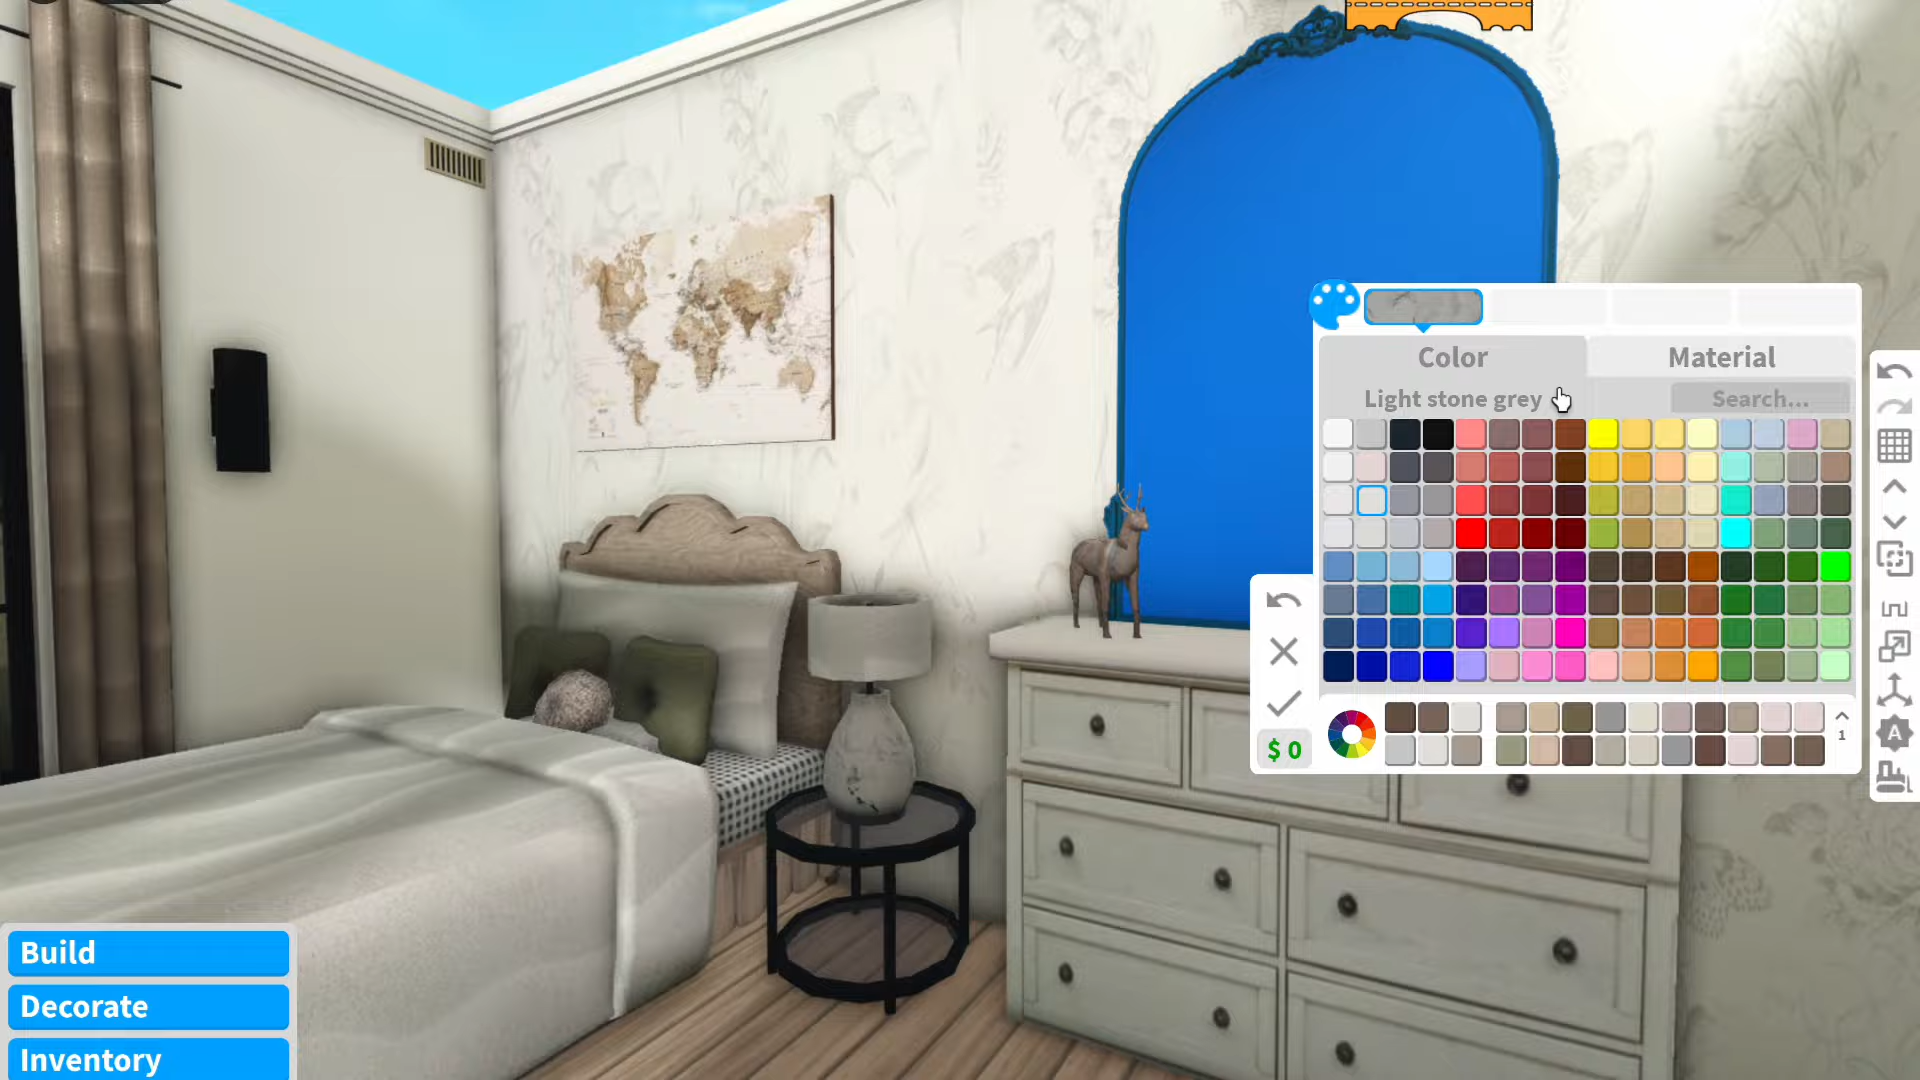 Color
Material
Light stone grey
Search...
A
$ 0
1
Build
Decorate
Inventory